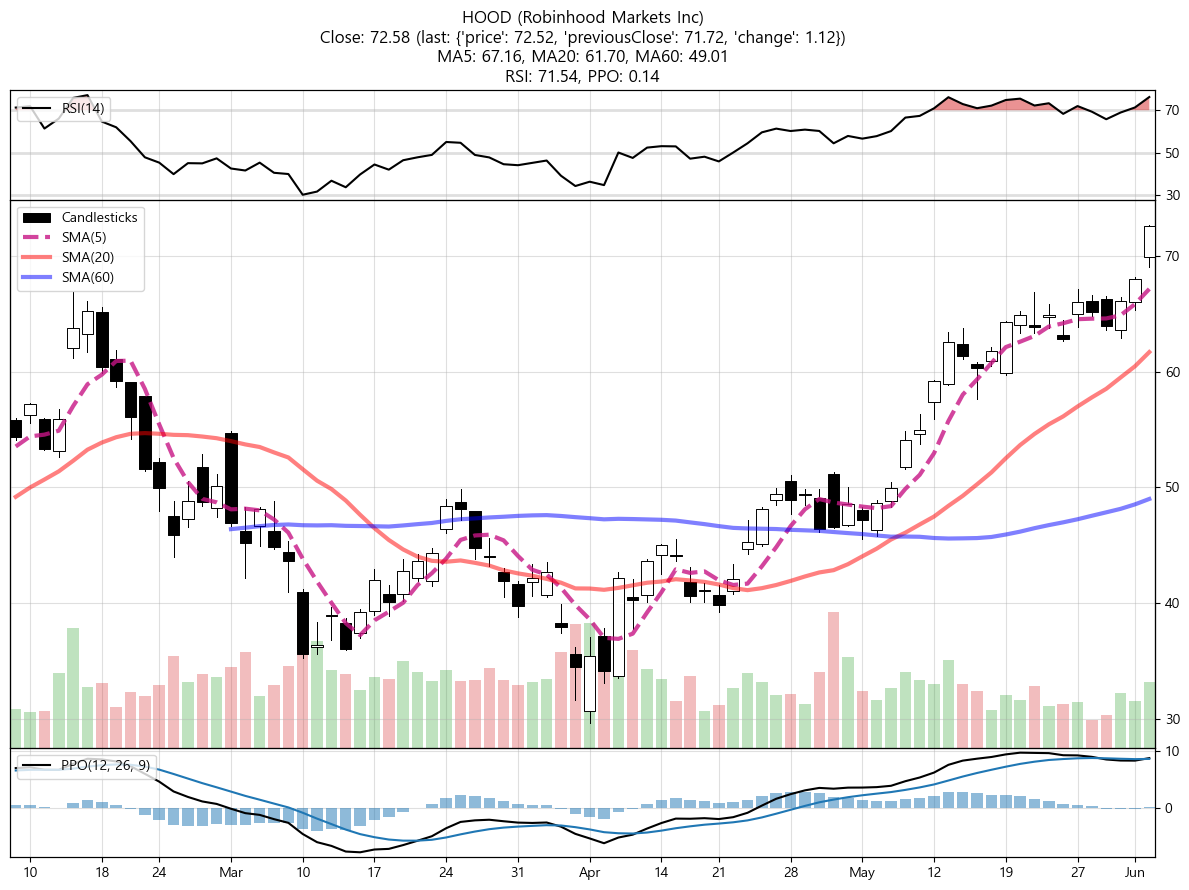 HOOD (Robinhood Markets Inc)
Close: 72.58 (last: {'price': 72.52, 'previousClose': 71.72, 'change': 1.12})
MA5: 67.16, MA20: 61.70, MA60: 49.01
RSI: 71.54, PPO: 0.14
RSI(14)
70
50
30
Candlesticks
SMA(5)
SMA(20)
SMA(60)
70
60
50
40
30
PPO(12, 26, 9)
10
0
10 18 24 Mar 10 17 24 31 Apr 14 21 28 May 12 19 27 Jun